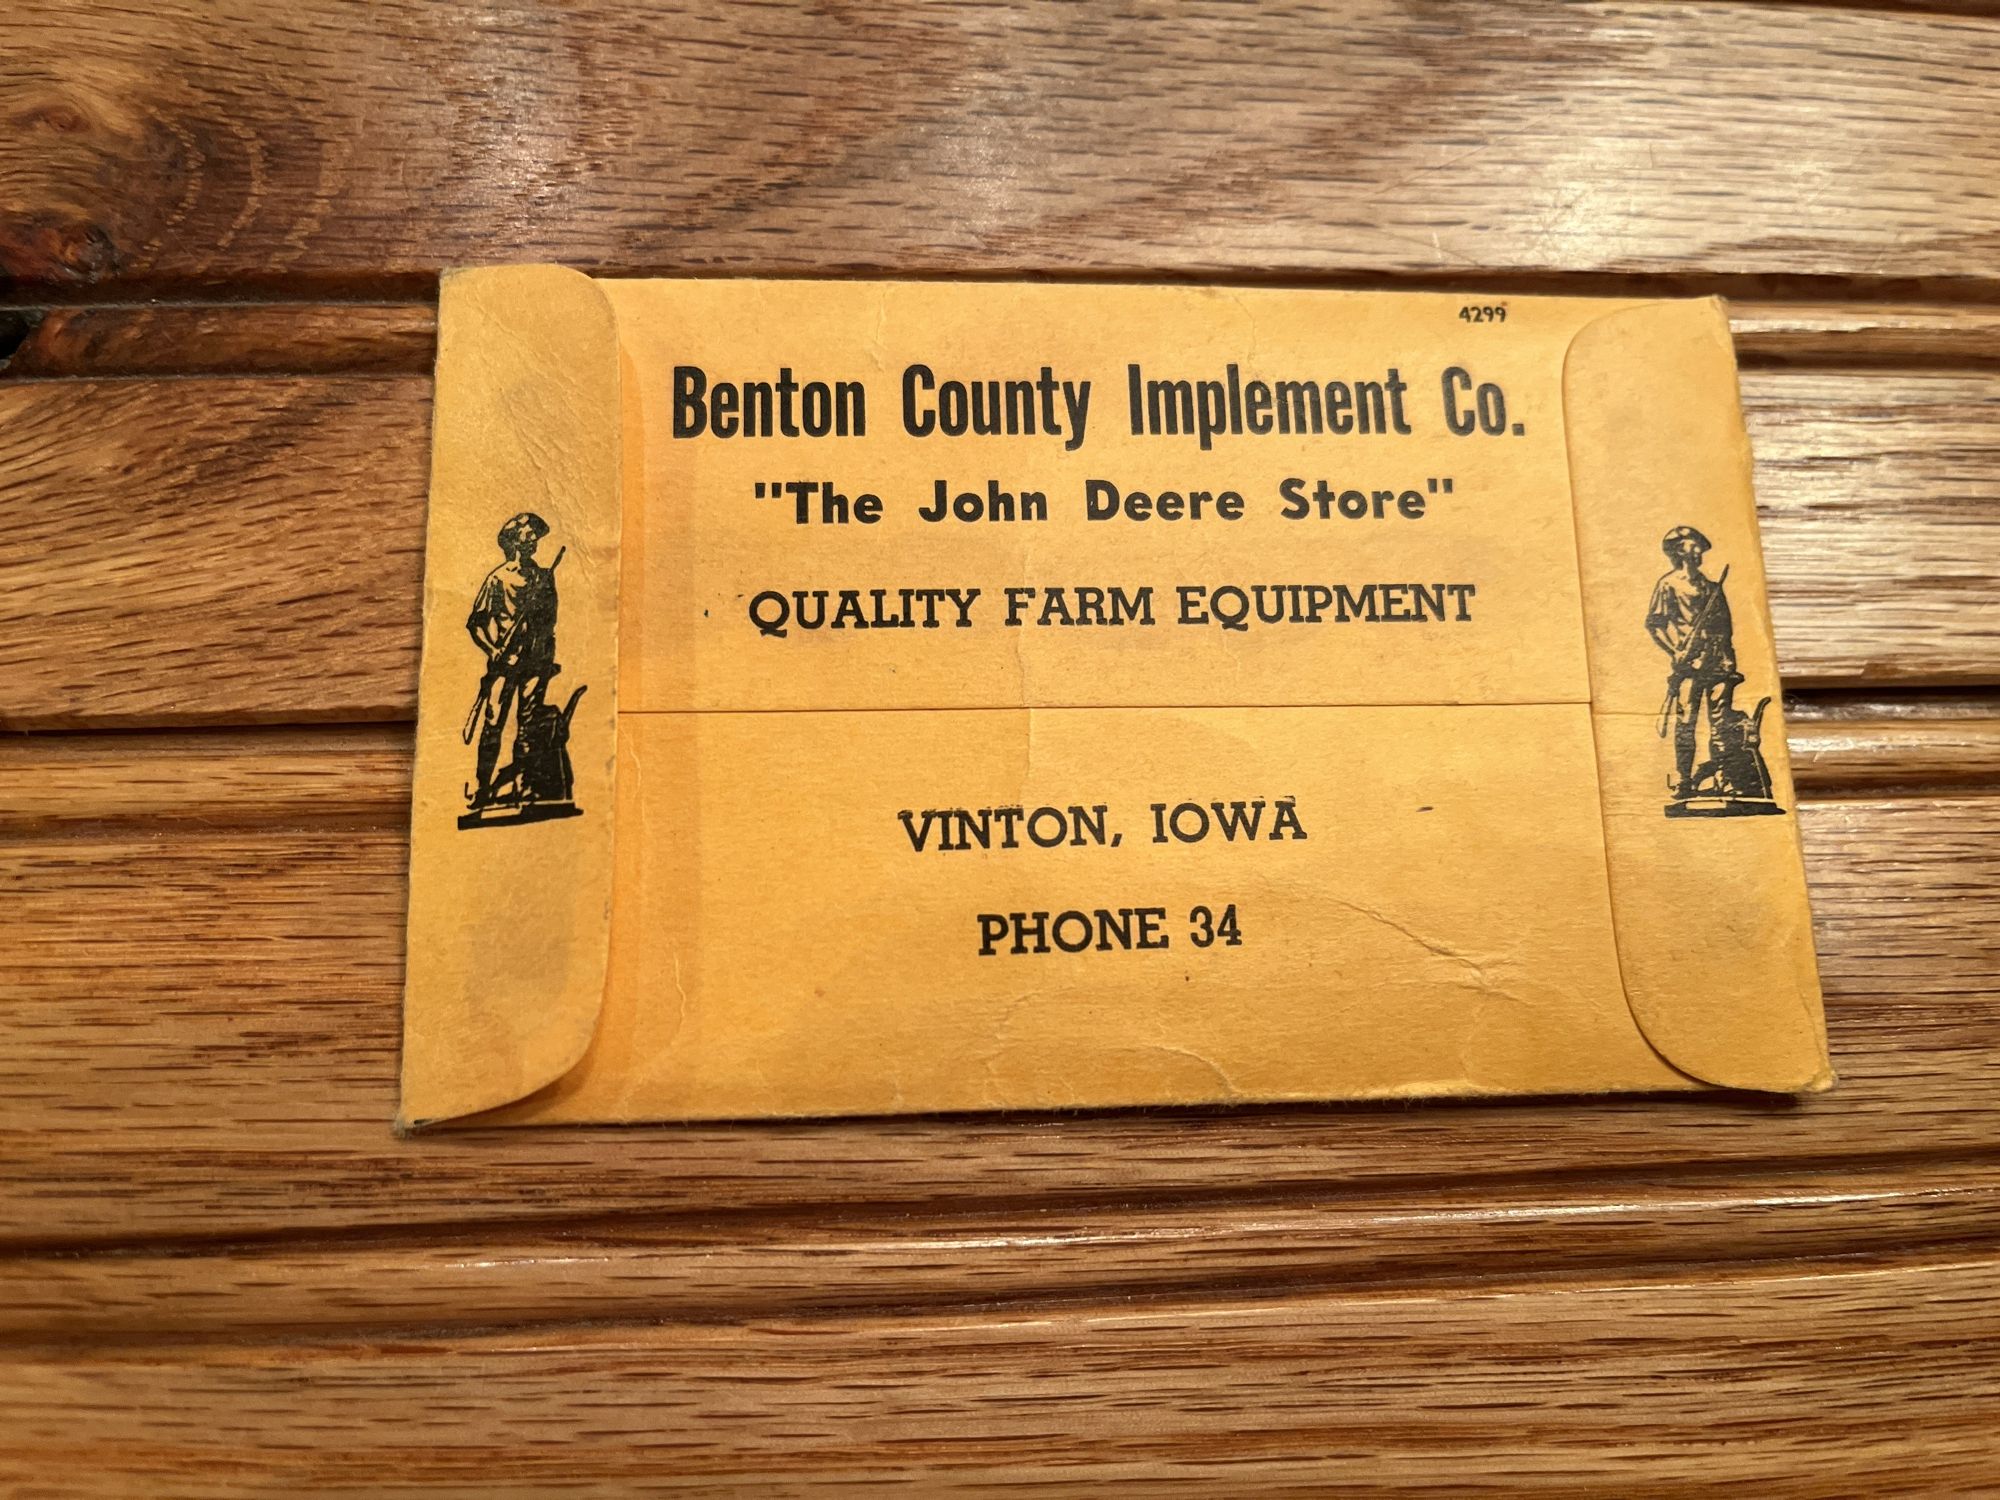 4299
Benton County Implement Co.
"The John Deere Store"
QUALITY FARM EQUIPMENT
VINTON, IOWA
PHONE 34